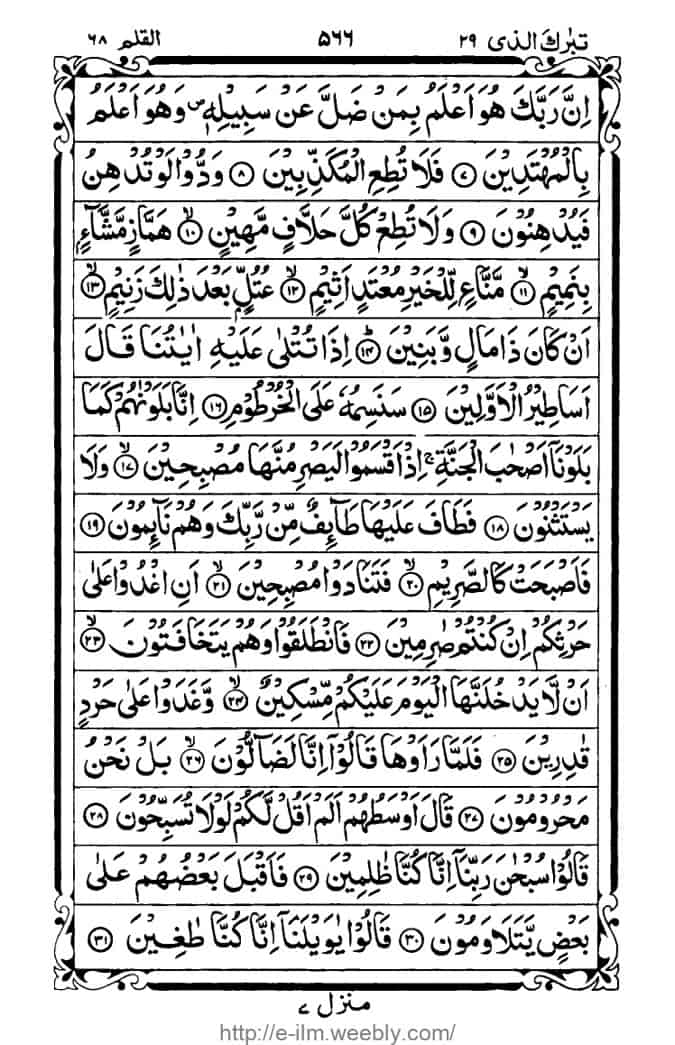 تبٰرك الذی ٢٩ ٥٦٦ القلم ٦٨
اِنَّ رَبَّكَ هُوَ اَعْلَمُ بِمَنْ ضَلَّ عَنْ سَبِیْلِهٖ۪ وَهُوَ اَعْلَمُ
بِالْمُهْتَدِیْنَ ٧ فَلَا تُطِعِ الْمُكَذِّبِیْنَ ٨ وَدُّوْا لَوْ تُدْهِنُ
فَیُدْهِنُوْنَ ٩ وَلَا تُطِعْ كُلَّ حَلَّافٍ مَّهِیْنٍ ۙ١٠ هَمَّازٍ مَّشَّآءٍۭ
بِنَمِیْمٍ ۙ١١ مَّنَّاعٍ لِّلْخَیْرِ مُعْتَدٍ اَثِیْمٍ ۙ١٢ عُتُلٍّۭ بَعْدَ ذٰلِكَ زَنِیْمٍ ۙ١٣
اَنْ كَانَ ذَا مَالٍ وَّبَنِیْنَ ؕ١٤ اِذَا تُتْلٰی عَلَیْهِ اٰیٰتُنَا قَالَ
اَسَاطِیْرُ الْاَوَّلِیْنَ ١٥ سَنَسِمُهٗ عَلَی الْخُرْطُوْمِ ١٦ اِنَّا بَلَوْنٰهُمْ كَمَا
بَلَوْنَاۤ اَصْحٰبَ الْجَنَّةِ ۚ اِذْ اَقْسَمُوْا لَیَصْرِمُنَّهَا مُصْبِحِیْنَ ۙ١٧ وَلَا
یَسْتَثْنُوْنَ ١٨ فَطَافَ عَلَیْهَا طَآىِٕفٌ مِّنْ رَّبِّكَ وَهُمْ نَآىِٕمُوْنَ ١٩
فَاَصْبَحَتْ كَالصَّرِیْمِ ۙ٢٠ فَتَنَادَوْا مُصْبِحِیْنَ ۙ٢١ اَنِ اغْدُوْا عَلٰی
حَرْثِكُمْ اِنْ كُنْتُمْ صٰرِمِیْنَ ٢٢ فَانْطَلَقُوْا وَهُمْ یَتَخَافَتُوْنَ ۙ٢٣
اَنْ لَّا یَدْخُلَنَّهَا الْیَوْمَ عَلَیْكُمْ مِّسْكِیْنٌ ۙ٢٤ وَّغَدَوْا عَلٰی حَرْدٍ
قٰدِرِیْنَ ٢٥ فَلَمَّا رَاَوْهَا قَالُوْۤا اِنَّا لَضَآلُّوْنَ ۙ٢٦ بَلْ نَحْنُ
مَحْرُوْمُوْنَ ٢٧ قَالَ اَوْسَطُهُمْ اَلَمْ اَقُلْ لَّكُمْ لَوْلَا تُسَبِّحُوْنَ ٢٨
قَالُوْا سُبْحٰنَ رَبِّنَاۤ اِنَّا كُنَّا ظٰلِمِیْنَ ٢٩ فَاَقْبَلَ بَعْضُهُمْ عَلٰی
بَعْضٍ یَّتَلَاوَمُوْنَ ٣٠ قَالُوْا یٰوَیْلَنَاۤ اِنَّا كُنَّا طٰغِیْنَ ٣١
منزل ٧
http://e-ilm.weebly.com/